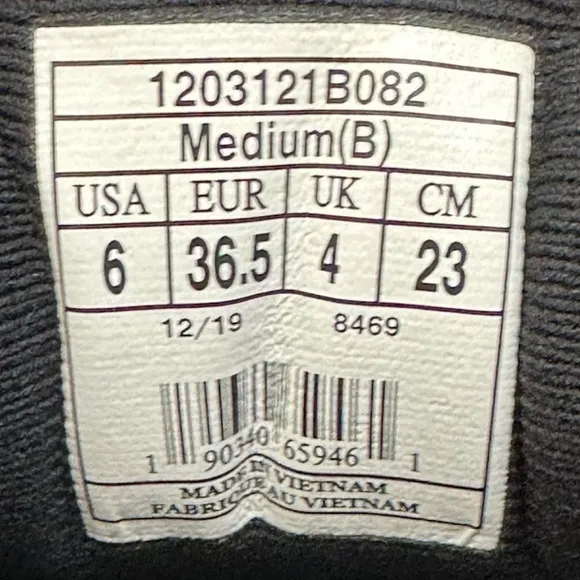 1203121B082
Medium(B)
USA EUR UK CM
6 36.5 4 23
12/19 8469
1 90340 65946 1
MADE IN VIETNAM
FABRIQUE AU VIETNAM